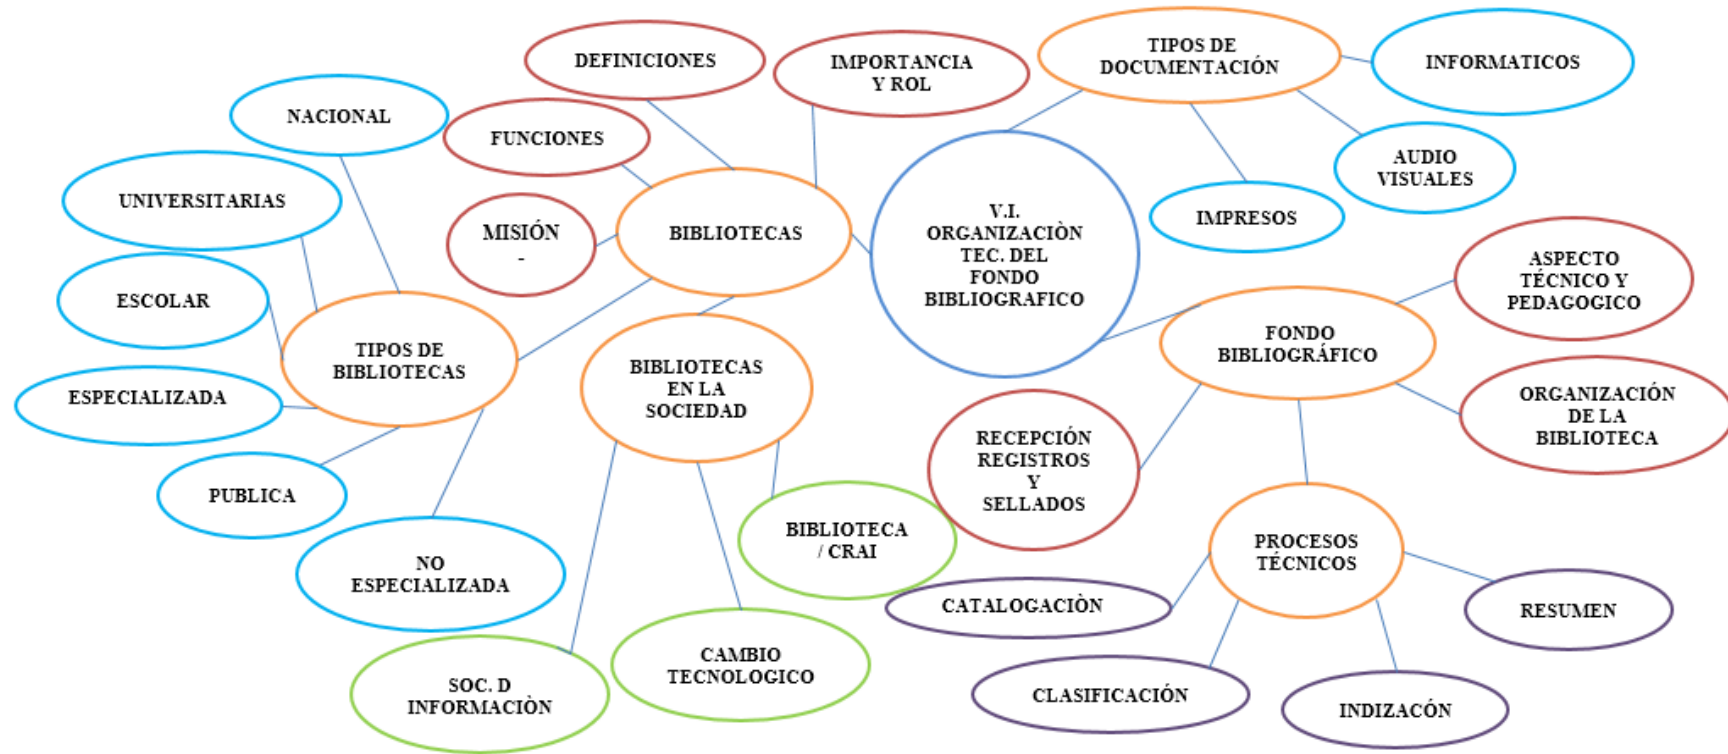 DEFINICIONES
IMPORTANCIA
Y ROL
TIPOS DE
DOCUMENTACIÓN
INFORMATICOS
NACIONAL
FUNCIONES
AUDIO
VISUALES
UNIVERSITARIAS
IMPRESOS
MISIÓN
-
BIBLIOTECAS
V.I.
ORGANIZACIÒN
TEC. DEL
FONDO
BIBLIOGRAFICO
ASPECTO
TÉCNICO Y
PEDAGOGICO
ESCOLAR
TIPOS DE
BIBLIOTECAS
BIBLIOTECAS
EN LA
SOCIEDAD
FONDO
BIBLIOGRÁFICO
ESPECIALIZADA
ORGANIZACIÓN
DE LA
BIBLIOTECA
RECEPCIÓN
REGISTROS
Y
SELLADOS
PUBLICA
BIBLIOTECA
/ CRAI
PROCESOS
TÉCNICOS
NO
ESPECIALIZADA
CATALOGACIÒN
RESUMEN
CAMBIO
TECNOLOGICO
SOC. D
INFORMACIÒN
CLASIFICACIÓN
INDIZACÓN